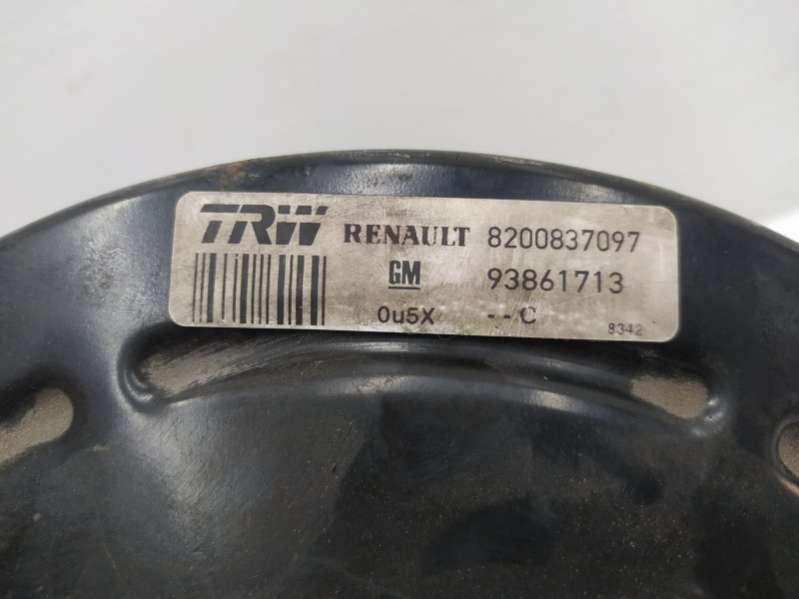 TRW RENAULT 8200837097
GM 93861713
0u5X --C 8342